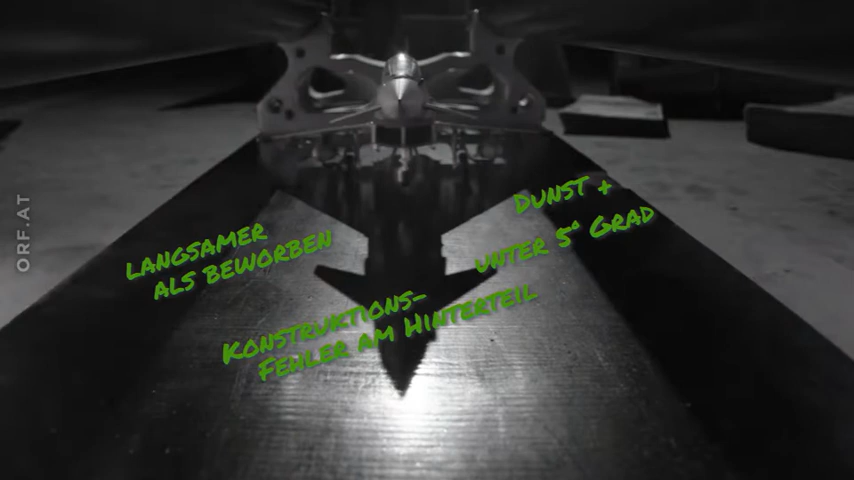 ORF.AT
LANGSAMER
ALS BEWORBEN
DUNST +
UNTER 5° GRAD
KONSTRUKTIONS-
FEHLER AM HINTERTEIL